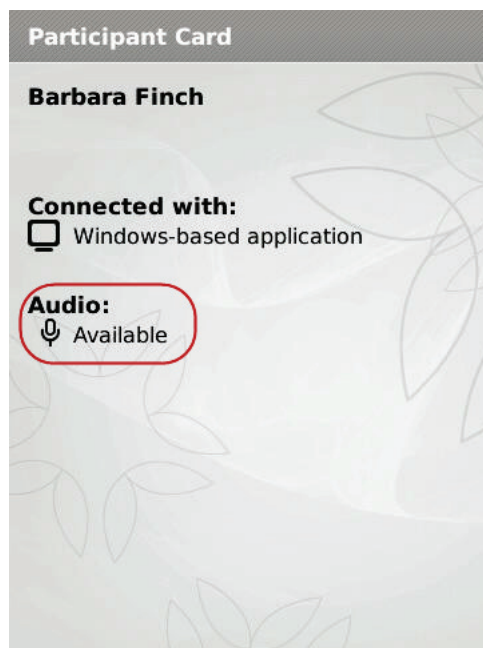 Participant Card
Barbara Finch
Connected with:
Windows-based application
Audio:
Available